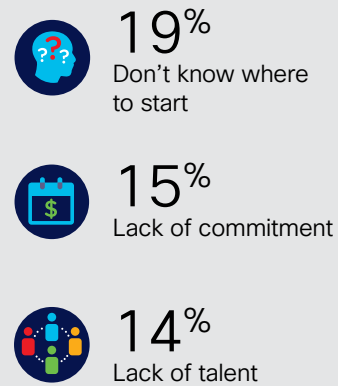 ???
19%
Don't know where
to start
$
15%
Lack of commitment
14%
Lack of talent